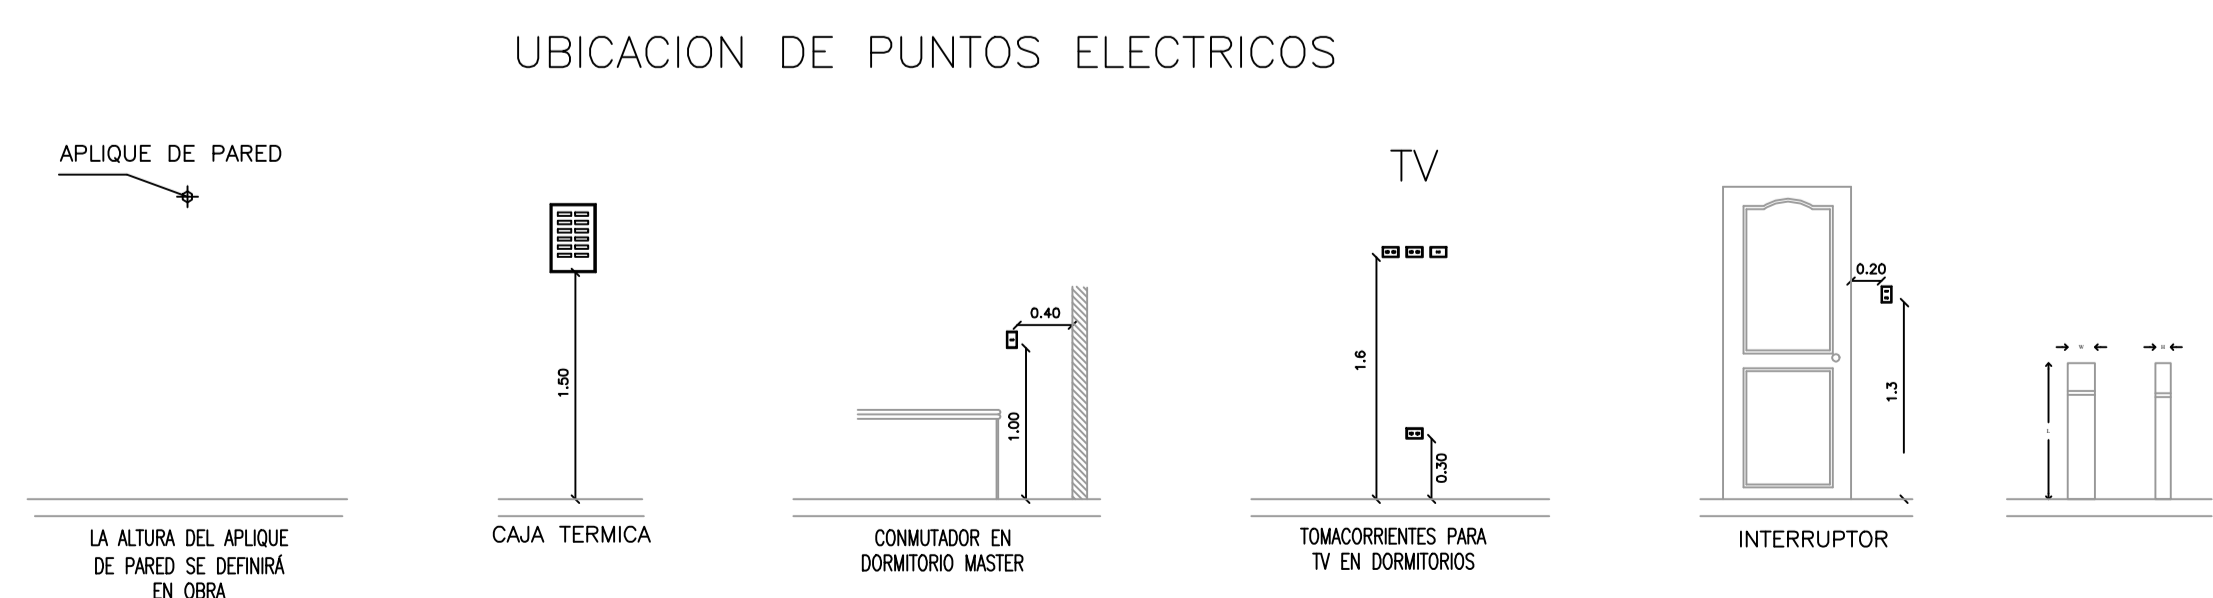 UBICACION DE PUNTOS ELECTRICOS
APLIQUE DE PARED
LA ALTURA DEL APLIQUE
DE PARED SE DEFINIRÁ
EN OBRA
1.50
CAJA TERMICA
0.40
1.00
CONMUTADOR EN
DORMITORIO MASTER
TV
1.6
0.30
TOMACORRIENTES PARA
TV EN DORMITORIOS
0.20
1.3
INTERRUPTOR
W
H
L